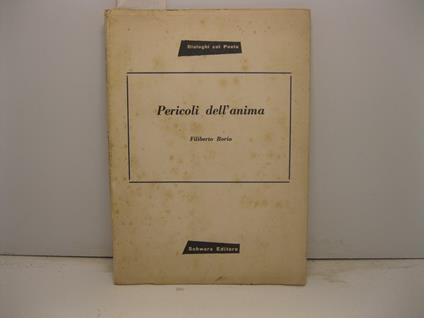 Dialoghi col Poeta
Pericoli dell'anima
Filiberto Borio
Schwarz Editore